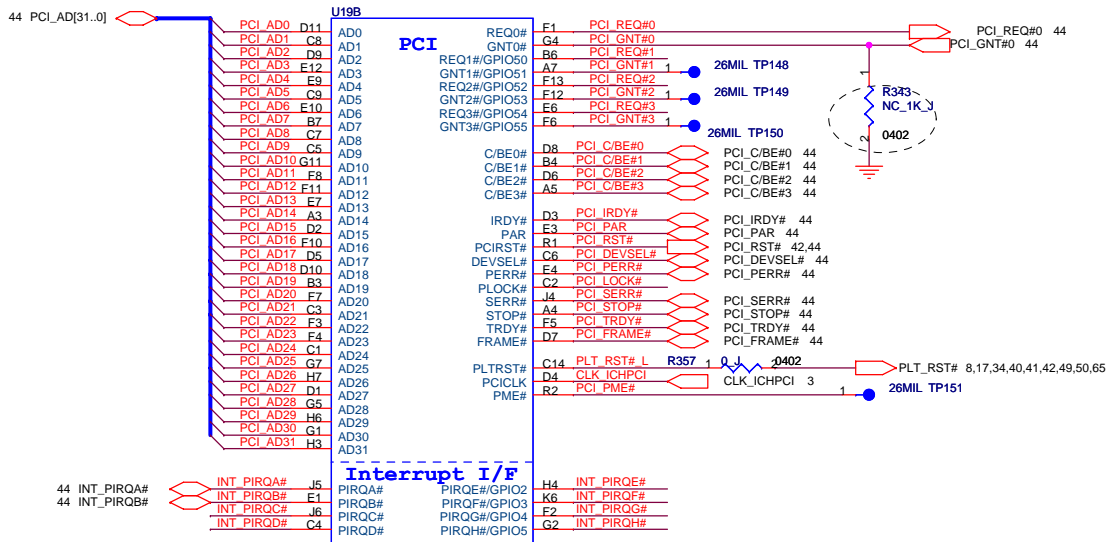 44 PCI_AD[31..0]
U19B
PCI
PCI_AD0 D11 AD0 REQ0# F1 PCI_REQ#0 PCI_REQ#0 44
PCI_AD1 C8 AD1 GNT0# G4 PCI_GNT#0 PCI_GNT#0 44
PCI_AD2 D9 AD2 REQ1#/GPIO50 B6 PCI_REQ#1
PCI_AD3 E12 AD3 GNT1#/GPIO51 A7 PCI_GNT#1 1 26MIL TP148
PCI_AD4 E9 AD4 REQ2#/GPIO52 F13 PCI_REQ#2
PCI_AD5 C9 AD5 GNT2#/GPIO53 F12 PCI_GNT#2 1 26MIL TP149
PCI_AD6 E10 AD6 REQ3#/GPIO54 E6 PCI_REQ#3
PCI_AD7 B7 AD7 GNT3#/GPIO55 F6 PCI_GNT#3 1 26MIL TP150
1 R343 NC_1K_J 2 0402
PCI_AD8 C7 AD8
PCI_AD9 C5 AD9 C/BE0# D8 PCI_C/BE#0 PCI_C/BE#0 44
PCI_AD10 G11 AD10 C/BE1# B4 PCI_C/BE#1 PCI_C/BE#1 44
PCI_AD11 F8 AD11 C/BE2# D6 PCI_C/BE#2 PCI_C/BE#2 44
PCI_AD12 F11 AD12 C/BE3# A5 PCI_C/BE#3 PCI_C/BE#3 44
PCI_AD13 E7 AD13
PCI_AD14 A3 AD14 IRDY# D3 PCI_IRDY# PCI_IRDY# 44
PCI_AD15 D2 AD15 PAR E3 PCI_PAR PCI_PAR 44
PCI_AD16 F10 AD16 PCIRST# R1 PCI_RST# PCI_RST# 42,44
PCI_AD17 D5 AD17 DEVSEL# C6 PCI_DEVSEL# PCI_DEVSEL# 44
PCI_AD18 D10 AD18 PERR# E4 PCI_PERR# PCI_PERR# 44
PCI_AD19 B3 AD19 PLOCK# C2 PCI_LOCK#
PCI_AD20 F7 AD20 SERR# J4 PCI_SERR# PCI_SERR# 44
PCI_AD21 C3 AD21 STOP# A4 PCI_STOP# PCI_STOP# 44
PCI_AD22 F3 AD22 TRDY# F5 PCI_TRDY# PCI_TRDY# 44
PCI_AD23 F4 AD23 FRAME# D7 PCI_FRAME# PCI_FRAME# 44
PCI_AD24 C1 AD24
PCI_AD25 G7 AD25 PLTRST# C14 PLT_RST#_L R357 1 0_J 2 0402 PLT_RST# 8,17,34,40,41,42,49,50,65
PCI_AD26 H7 AD26 PCICLK D4 CLK_ICHPCI CLK_ICHPCI 3
PCI_AD27 D1 AD27 PME# R2 PCI_PME# 1 26MIL TP151
PCI_AD28 G5 AD28
PCI_AD29 H6 AD29
PCI_AD30 G1 AD30
PCI_AD31 H3 AD31
Interrupt I/F
44 INT_PIRQA# INT_PIRQA# J5 PIRQA# PIRQE#/GPIO2 H4 INT_PIRQE#
44 INT_PIRQB# INT_PIRQB# E1 PIRQB# PIRQF#/GPIO3 K6 INT_PIRQF#
INT_PIRQC# J6 PIRQC# PIRQG#/GPIO4 F2 INT_PIRQG#
INT_PIRQD# C4 PIRQD# PIRQH#/GPIO5 G2 INT_PIRQH#